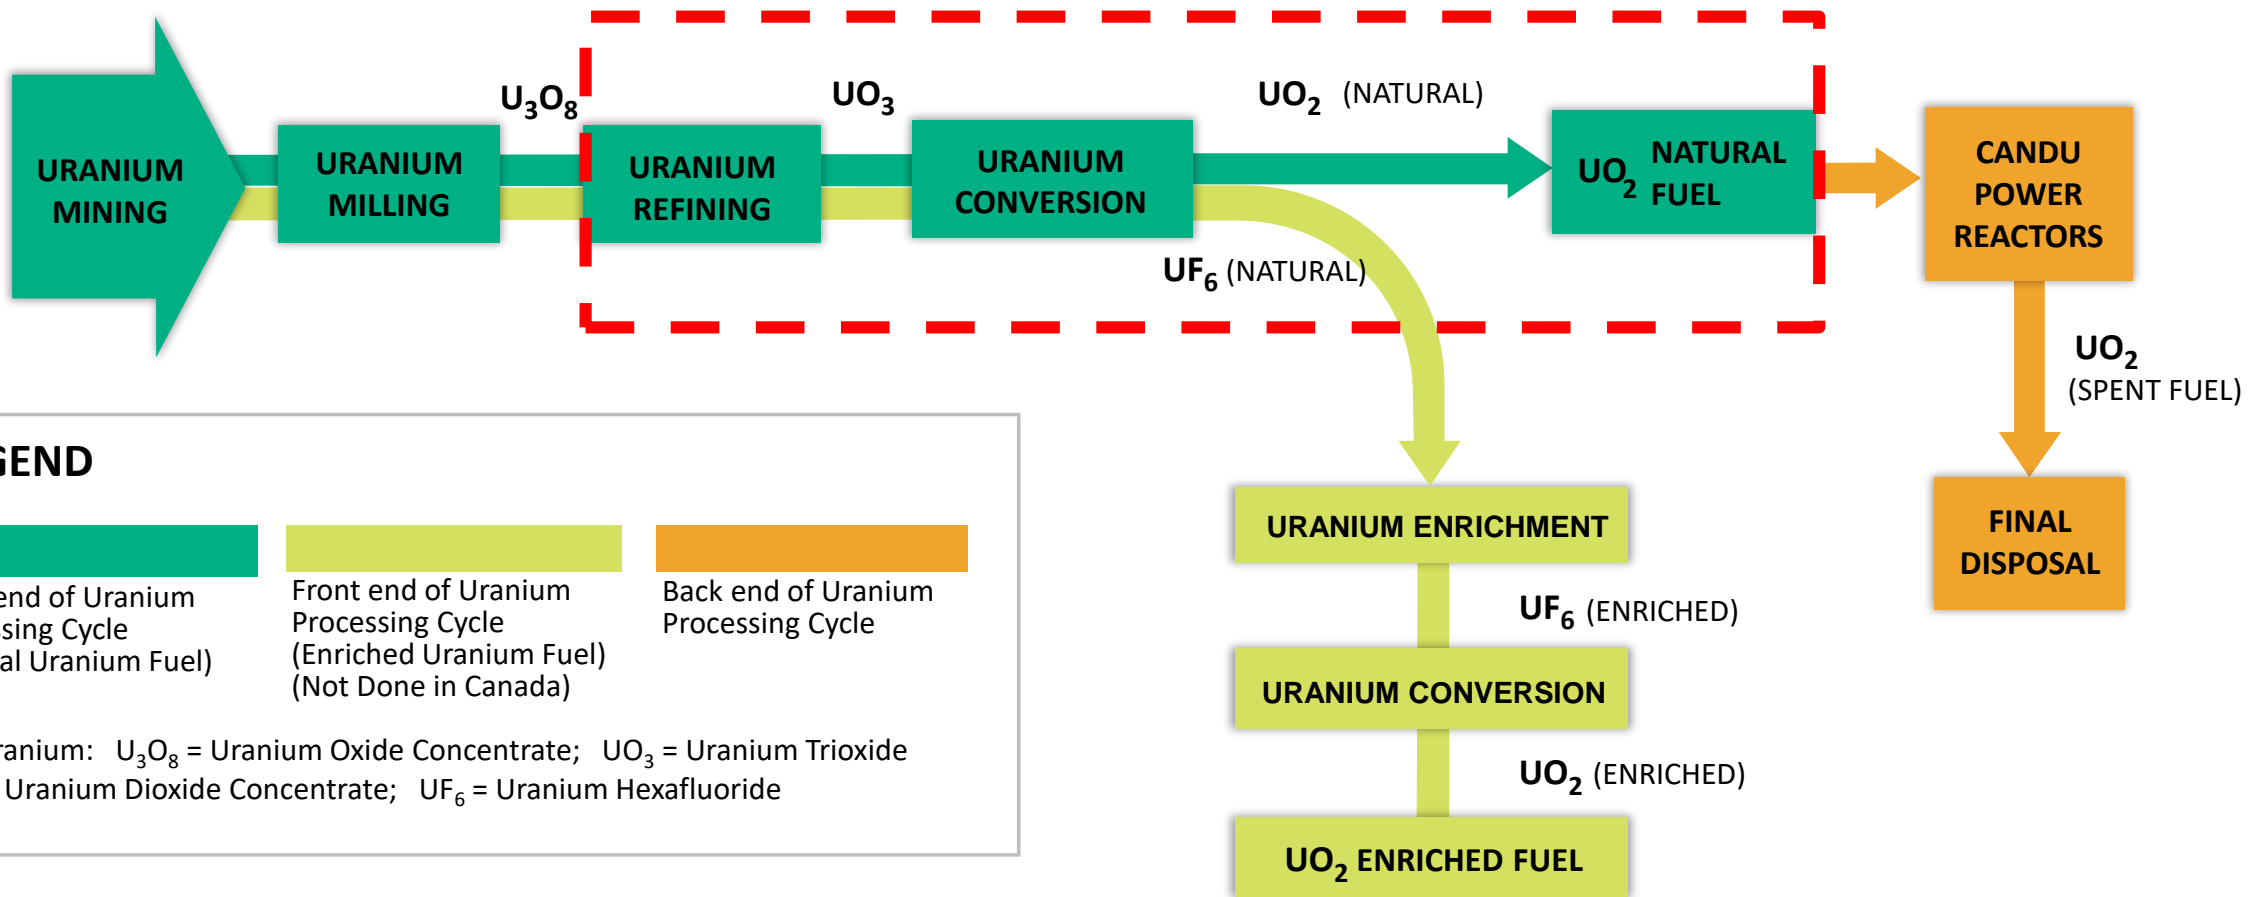 U₃O₈
UO₃
UO₂ (NATURAL)
URANIUM
MINING
URANIUM
MILLING
URANIUM
REFINING
URANIUM
CONVERSION
UO₂ NATURAL
FUEL
CANDU
POWER
REACTORS
UF₆ (NATURAL)
UO₂
(SPENT FUEL)
FINAL
DISPOSAL
URANIUM ENRICHMENT
UF₆ (ENRICHED)
URANIUM CONVERSION
UO₂ (ENRICHED)
UO₂ ENRICHED FUEL
GEND
end of Uranium
ssing Cycle
al Uranium Fuel)
Front end of Uranium
Processing Cycle
(Enriched Uranium Fuel)
(Not Done in Canada)
Back end of Uranium
Processing Cycle
ranium: U₃O₈ = Uranium Oxide Concentrate; UO₃ = Uranium Trioxide
Uranium Dioxide Concentrate; UF₆ = Uranium Hexafluoride